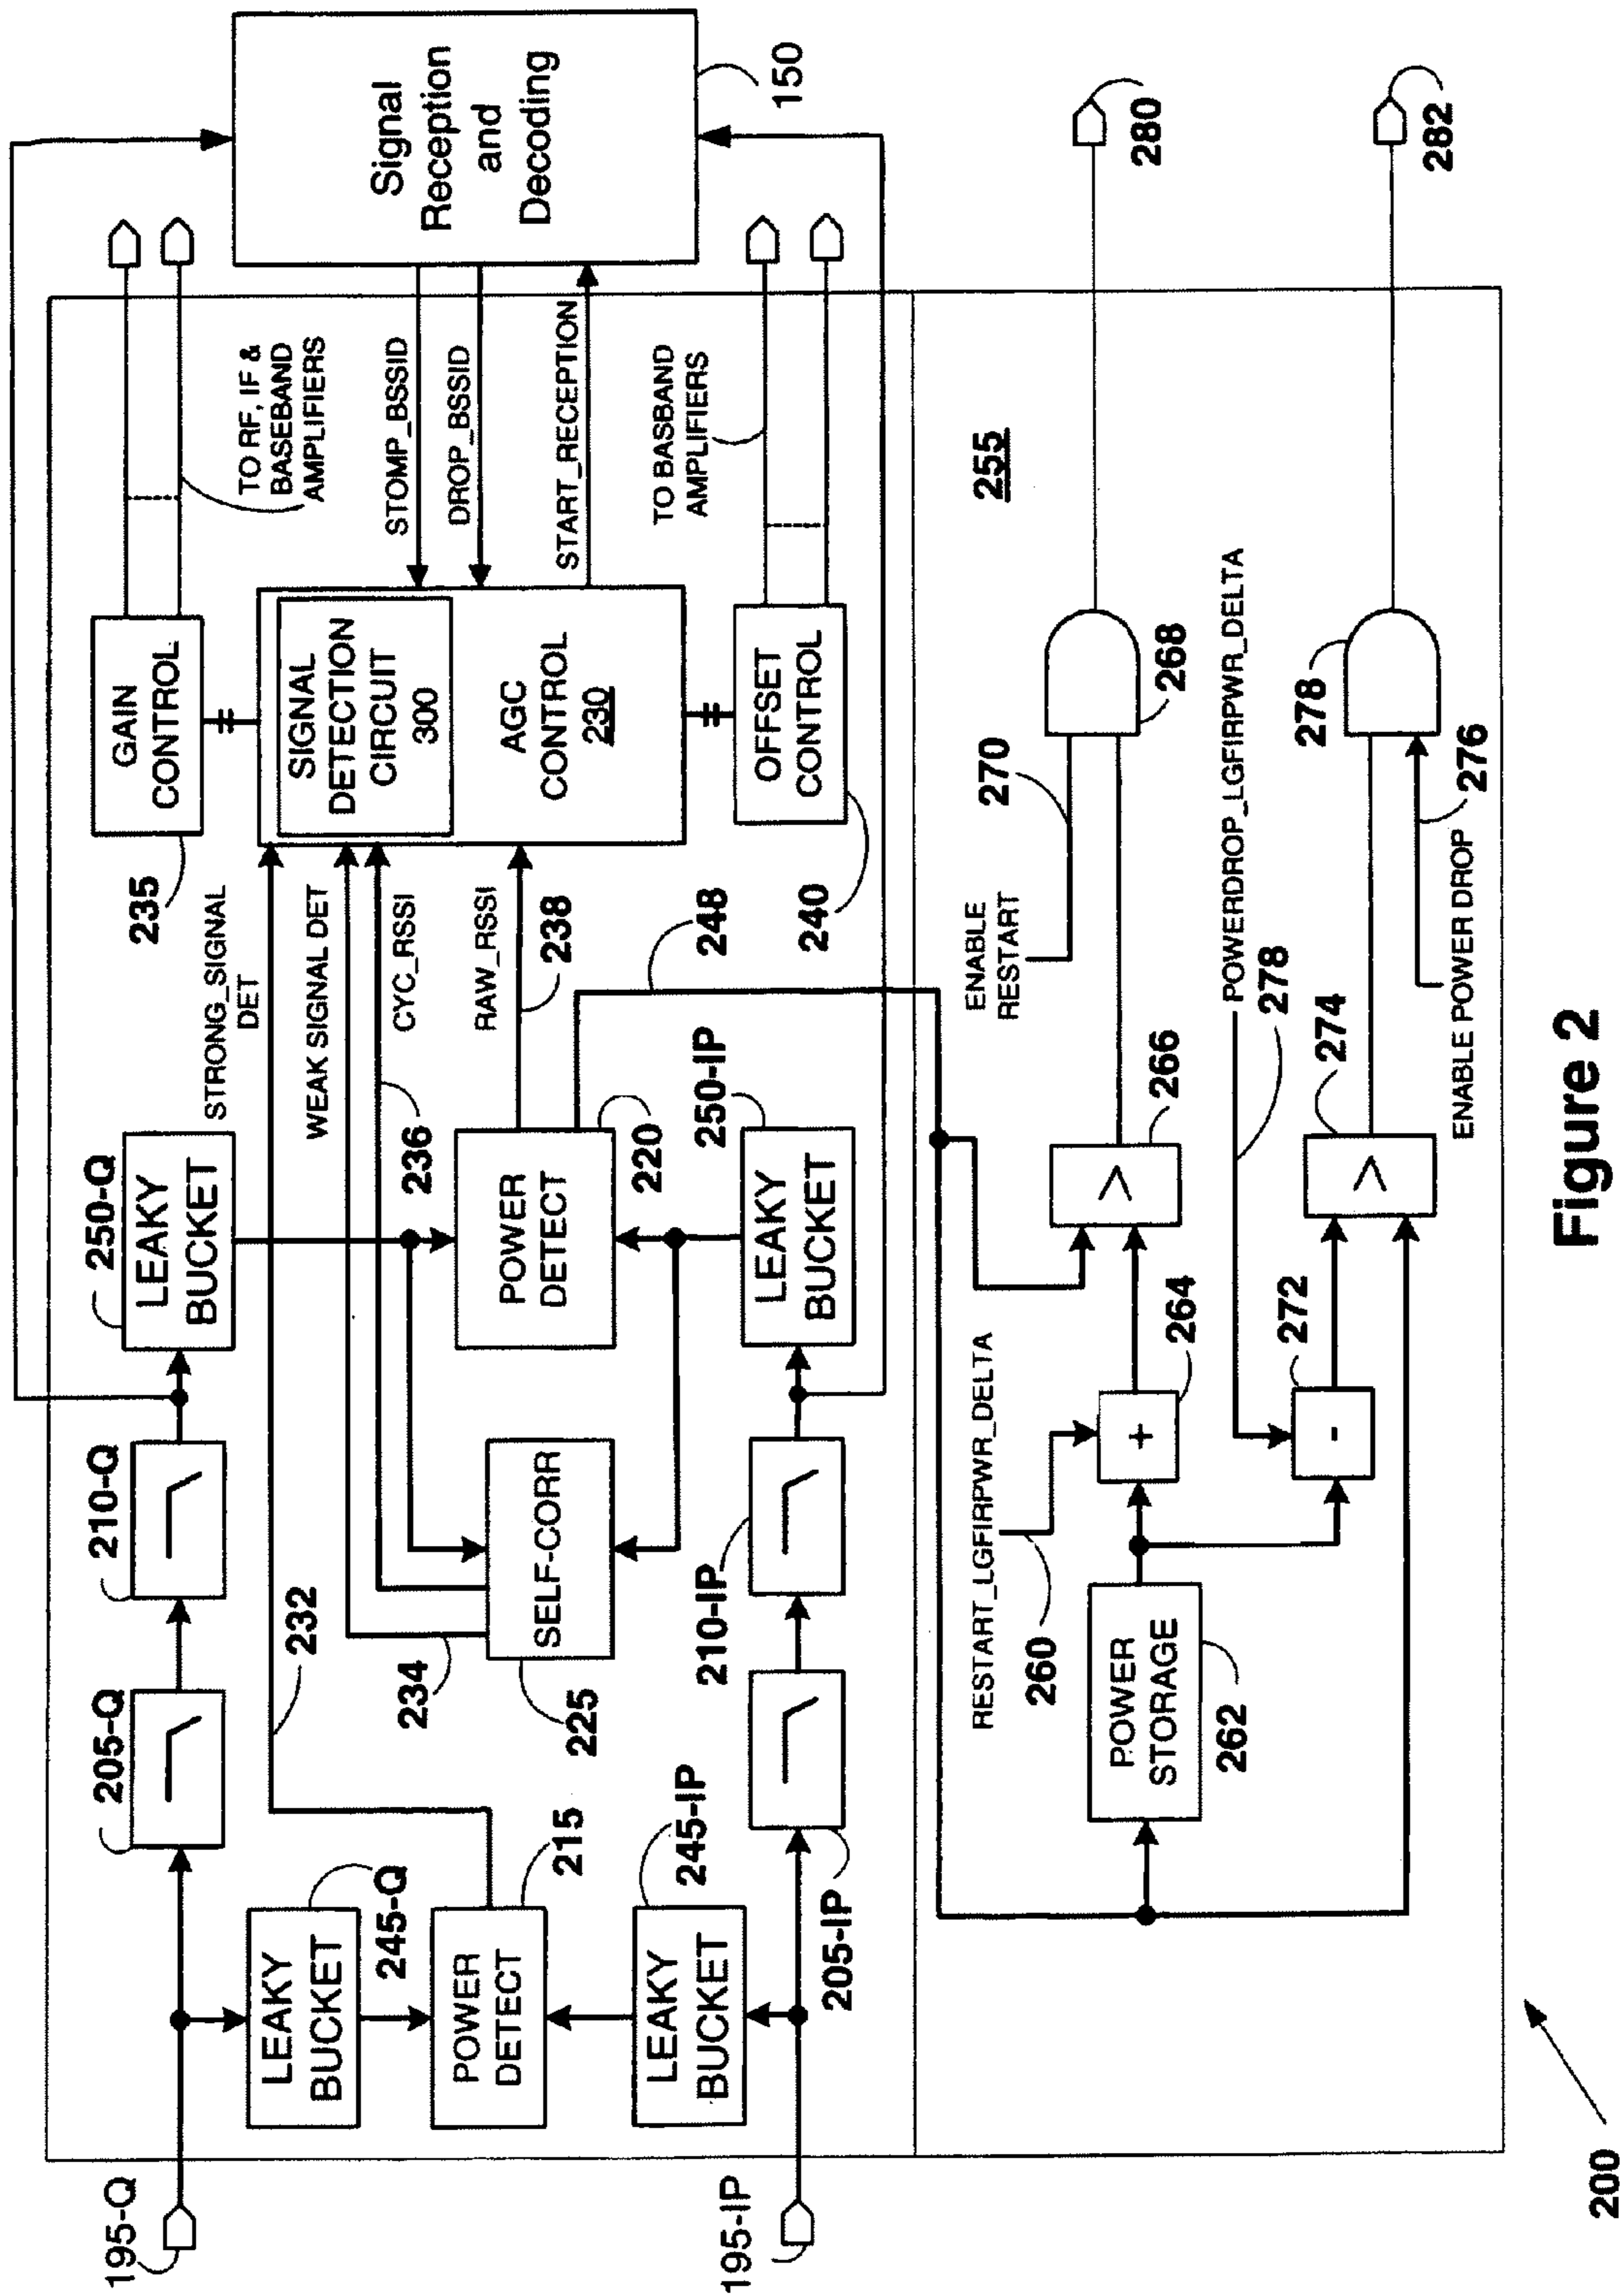 195-Q
205-Q
210-Q
250-Q
LEAKY
BUCKET
235
GAIN
CONTROL
TO RF, IF &
BASEBAND
AMPLIFIERS
Signal
Reception
and
Decoding
150
LEAKY
BUCKET
245-Q
232
STRONG_SIGNAL
DET
WEAK SIGNAL DET
CYC_RSSI
236
234
SIGNAL
DETECTION
CIRCUIT
300
AGC
CONTROL
230
STOMP_BSSID
DROP_BSSID
START_RECEPTION
POWER
DETECT
215
SELF-CORR
225
POWER
DETECT
220
RAW_RSSI
238
248
LEAKY
BUCKET
245-IP
205-IP
210-IP
250-IP
LEAKY
BUCKET
OFFSET
CONTROL
240
TO BASBAND
AMPLIFIERS
195-IP
255
RESTART_LGFIRPWR_DELTA
260
ENABLE
RESTART
270
POWER
STORAGE
262
+
264
>
266
268
280
POWERDROP_LGFIRPWR_DELTA
278
-
272
>
274
278
276
ENABLE POWER DROP
282
200
Figure 2